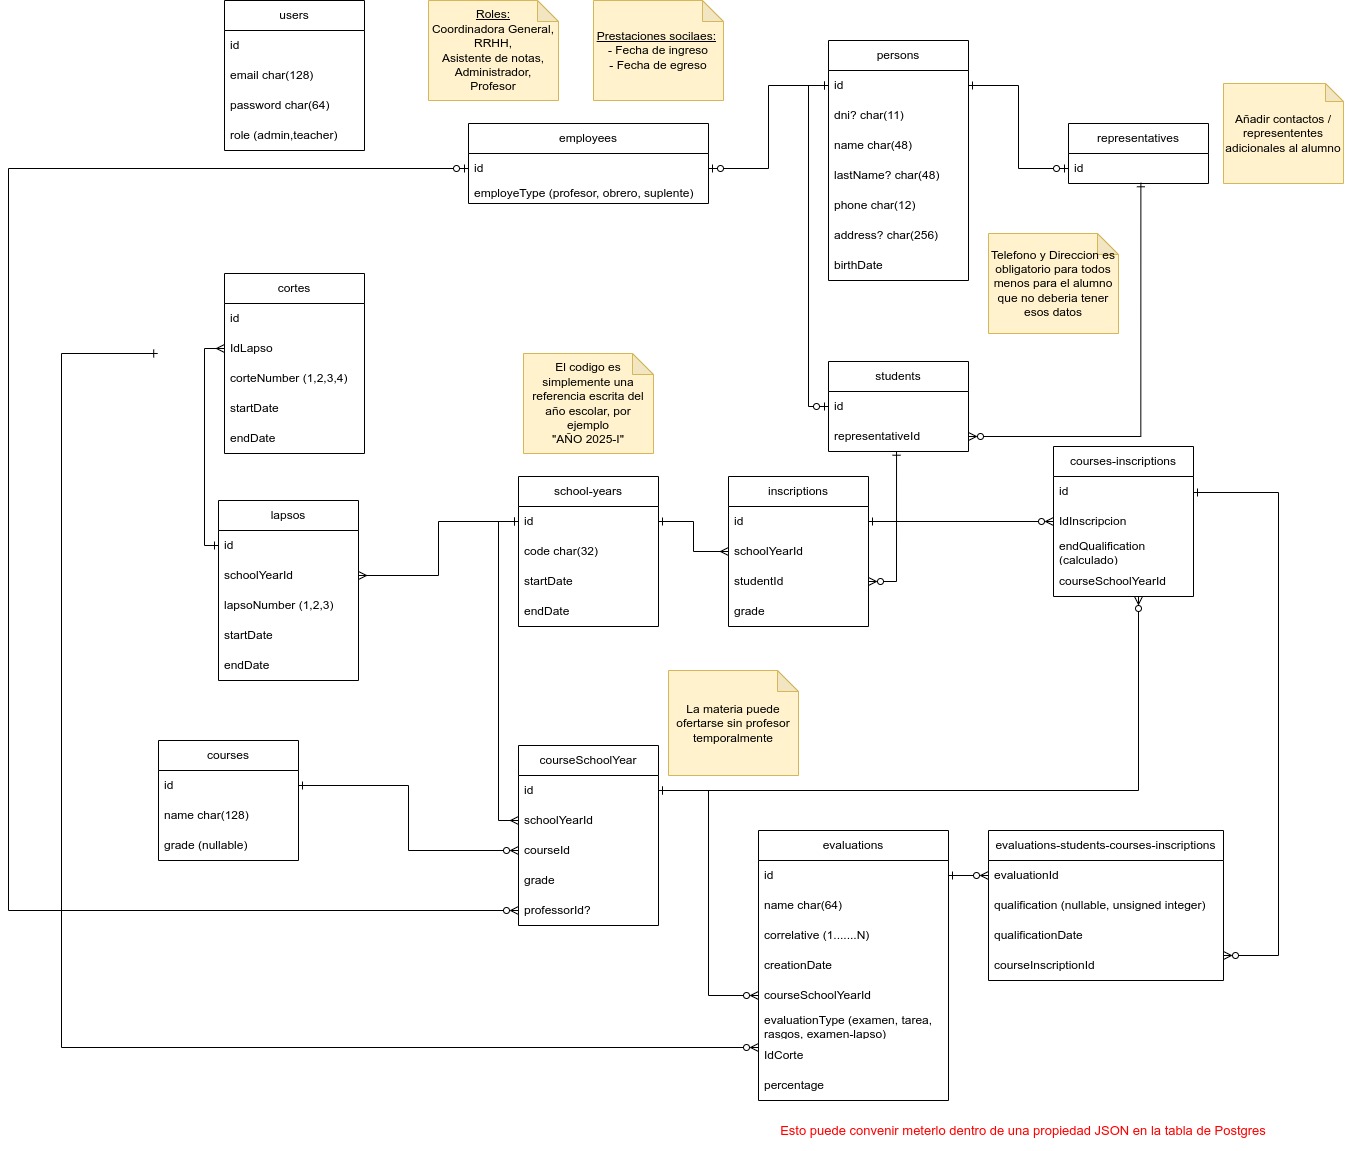 users
id
email char(128)
password char(64)
role (admin,teacher)
Roles:
Coordinadora General,
RRHH,
Asistente de notas,
Administrador,
Profesor
Prestaciones socilaes:
- Fecha de ingreso
- Fecha de egreso
employees
id
employeType (profesor, obrero, suplente)
persons
id
dni? char(11)
name char(48)
lastName? char(48)
phone char(12)
address? char(256)
birthDate
representatives
id
Añadir contactos /
represententes
adicionales al alumno
Telefono y Direccion es
obligatorio para todos
menos para el alumno
que no deberia tener
esos datos
cortes
id
IdLapso
corteNumber (1,2,3,4)
startDate
endDate
El codigo es
simplemente una
referencia escrita del
año escolar, por
ejemplo
"AÑO 2025-I"
students
id
representativeId
lapsos
id
schoolYearId
lapsoNumber (1,2,3)
startDate
endDate
school-years
id
code char(32)
startDate
endDate
inscriptions
id
schoolYearId
studentId
grade
courses-inscriptions
id
IdInscripcion
endQualification
(calculado)
courseSchoolYearId
La materia puede
ofertarse sin profesor
temporalmente
courses
id
name char(128)
grade (nullable)
courseSchoolYear
id
schoolYearId
courseId
grade
professorId?
evaluations
id
name char(64)
correlative (1.......N)
creationDate
courseSchoolYearId
evaluationType (examen, tarea,
rasgos, examen-lapso)
IdCorte
percentage
evaluations-students-courses-inscriptions
evaluationId
qualification (nullable, unsigned integer)
qualificationDate
courseInscriptionId
Esto puede convenir meterlo dentro de una propiedad JSON en la tabla de Postgres